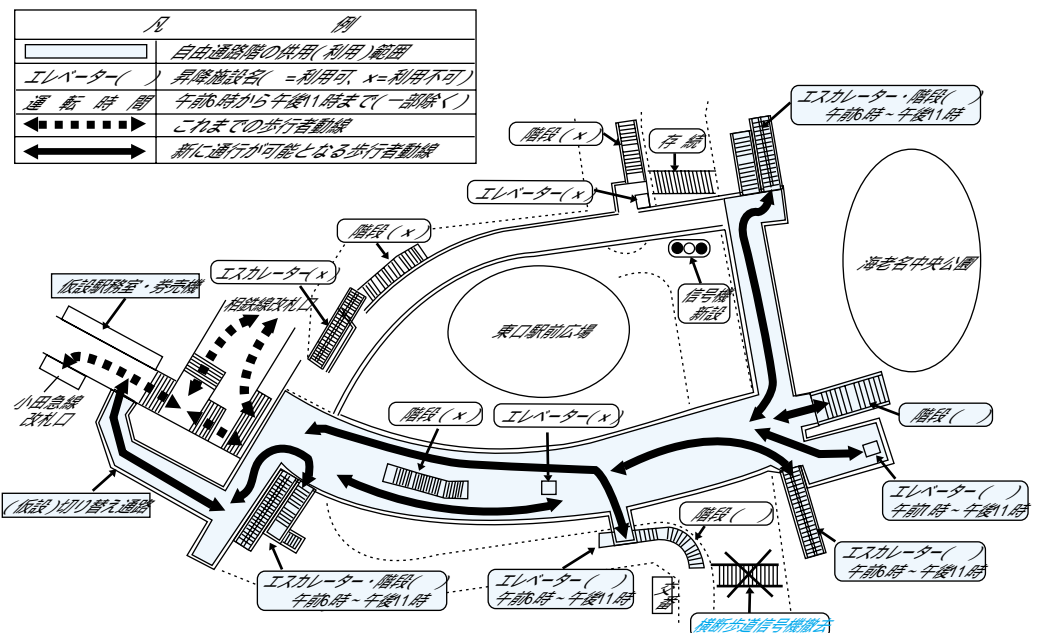 凡　例
自由通路階の供用(利用)範囲
エレベーター(　) 昇降施設名(　=利用可、x=利用不可)
運転時間 午前6時から午後11時まで(一部除く)
これまでの歩行者動線
新に通行が可能となる歩行者動線
エスカレーター・階段(　)
午前6時～午後11時
階段(x)
存続
エレベーター(x)
階段(x)
エスカレーター(x)
仮設駅務室・券売機
相鉄線改札口
信号機
新設
海老名中央公園
東口駅前広場
小田急線
改札口
階段(x)
エレベーター(x)
階段(　)
(仮設)切り替え通路
エレベーター(　)
午前7時～午後11時
階段(　)
エスカレーター(　)
午前6時～午後11時
エスカレーター・階段(　)
午前6時～午後11時
エレベーター(　)
午前6時～午後11時
交番
横断歩道信号機撤去